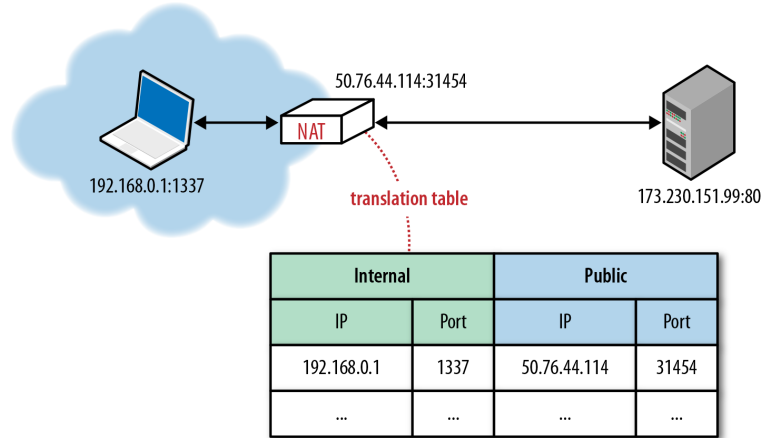 50.76.44.114:31454
NAT
192.168.0.1:1337
173.230.151.99:80
translation table
Internal Public
IP Port IP Port
192.168.0.1 1337 50.76.44.114 31454
... ... ... ...